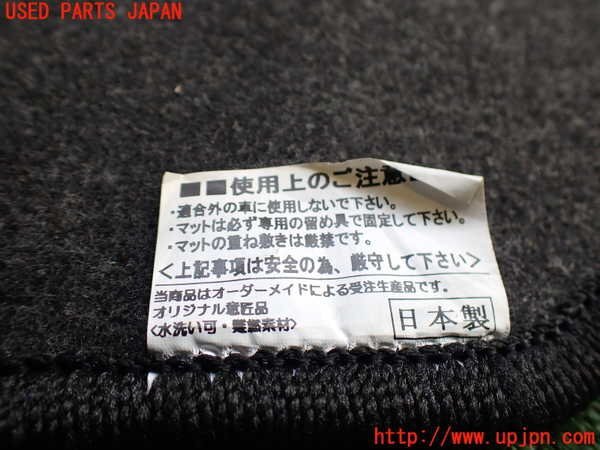 USED PARTS JAPAN
■■使用上のご注意
・適合外の車に使用しないで下さい。
・マットは必ず専用の留め具で固定して下さい。
・マットの重ね敷きは厳禁です。
<上記事項は安全の為、厳守して下さい>
当商品はオーダーメイドによる受注生産品です。
オリジナル意匠品
<水洗い可・難燃素材>
日本製
http://www.upjpn.com/